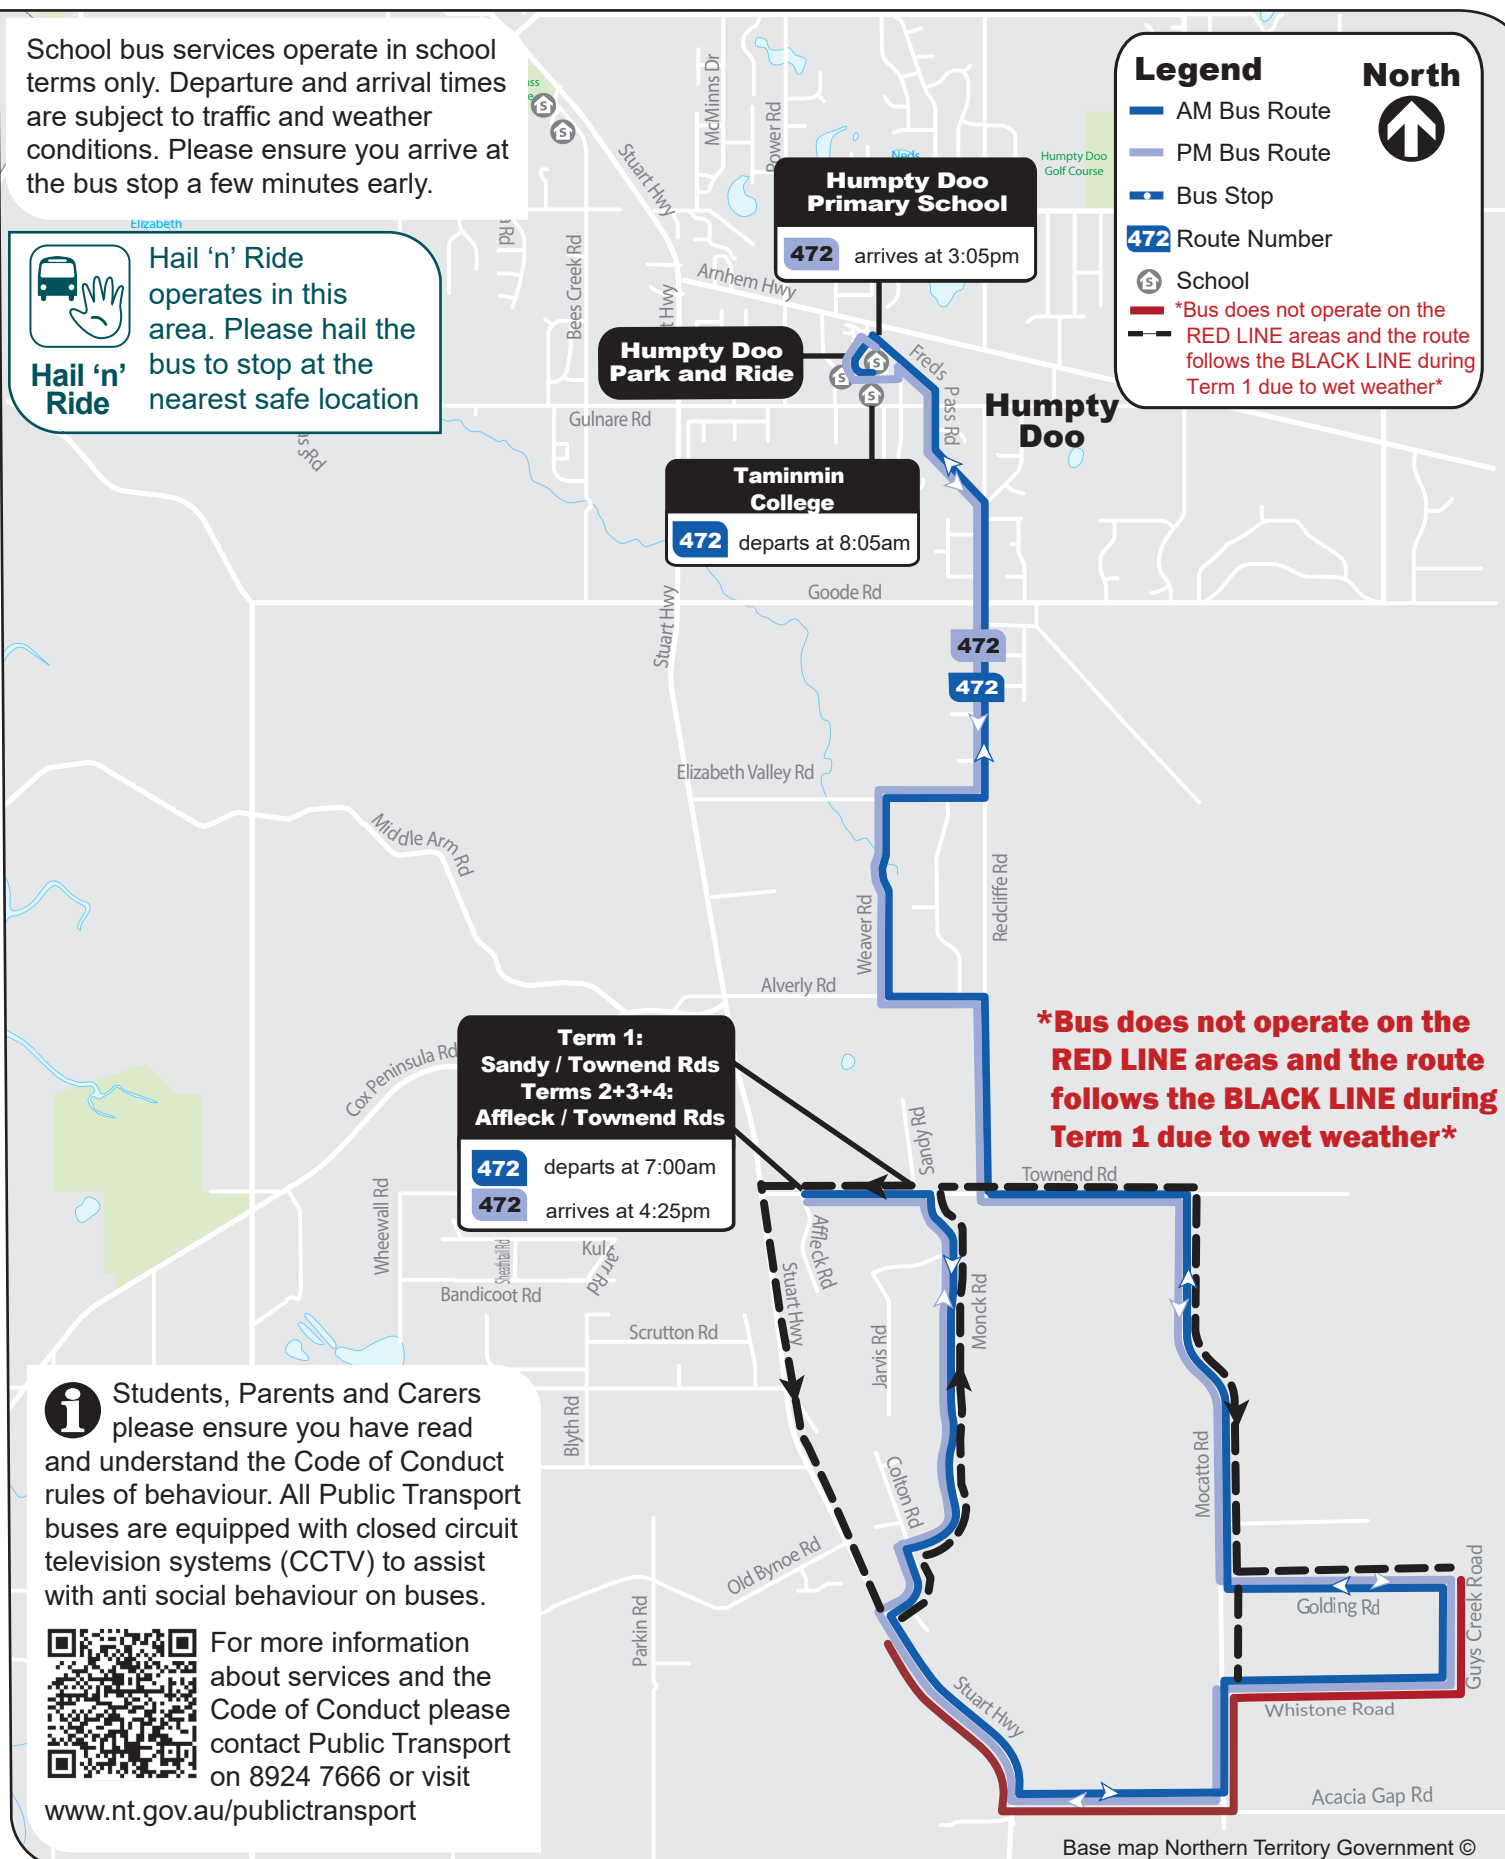 School bus services operate in school
terms only. Departure and arrival times
are subject to traffic and weather
conditions. Please ensure you arrive at
the bus stop a few minutes early.
Elizabeth
Hail ‘n’ Ride
operates in this
area. Please hail the
bus to stop at the
nearest safe location
Hail ‘n’
Ride
Legend
North
AM Bus Route
PM Bus Route
Bus Stop
472 Route Number
S School
*Bus does not operate on the
RED LINE areas and the route
follows the BLACK LINE during
Term 1 due to wet weather*
McMinns Dr
Power Rd
Stuart Hwy
Neds
Humpty Doo
Golf Course
Humpty Doo
Primary School
472 arrives at 3:05pm
Rd
Bees Creek Rd
t Hwy
Arnhem Hwy
Humpty Doo
Park and Ride
Freds Pass Rd
Humpty
Doo
Gulnare Rd
ass Rd
Taminmin
College
472 departs at 8:05am
Goode Rd
Stuart Hwy
472
472
Elizabeth Valley Rd
Middle Arm Rd
Redcliffe Rd
Weaver Rd
Alverly Rd
Cox Peninsula Rd
Term 1:
Sandy / Townend Rds
Terms 2+3+4:
Affleck / Townend Rds
472 departs at 7:00am
472 arrives at 4:25pm
*Bus does not operate on the
RED LINE areas and the route
follows the BLACK LINE during
Term 1 due to wet weather*
Sandy Rd
Townend Rd
Wheewall Rd
Sheathtail Rd
Kul
arr Rd
Affleck Rd
Bandicoot Rd
Stuart Hwy
Monck Rd
Scrutton Rd
Jarvis Rd
Blyth Rd
Colton Rd
Mocatto Rd
Old Bynoe Rd
Parkin Rd
Golding Rd
Guys Creek Road
Stuart Hwy
Whistone Road
Acacia Gap Rd
Students, Parents and Carers
please ensure you have read
and understand the Code of Conduct
rules of behaviour. All Public Transport
buses are equipped with closed circuit
television systems (CCTV) to assist
with anti social behaviour on buses.
For more information
about services and the
Code of Conduct please
contact Public Transport
on 8924 7666 or visit
www.nt.gov.au/publictransport
Base map Northern Territory Government ©